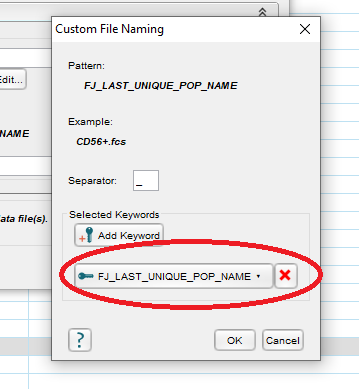 Custom File Naming
Edit...
Pattern:
FJ_LAST_UNIQUE_POP_NAME
NAME
Example:
CD56+.fcs
Separator: _
ata file(s).
Selected Keywords
Add Keyword
FJ_LAST_UNIQUE_POP_NAME
? OK Cancel